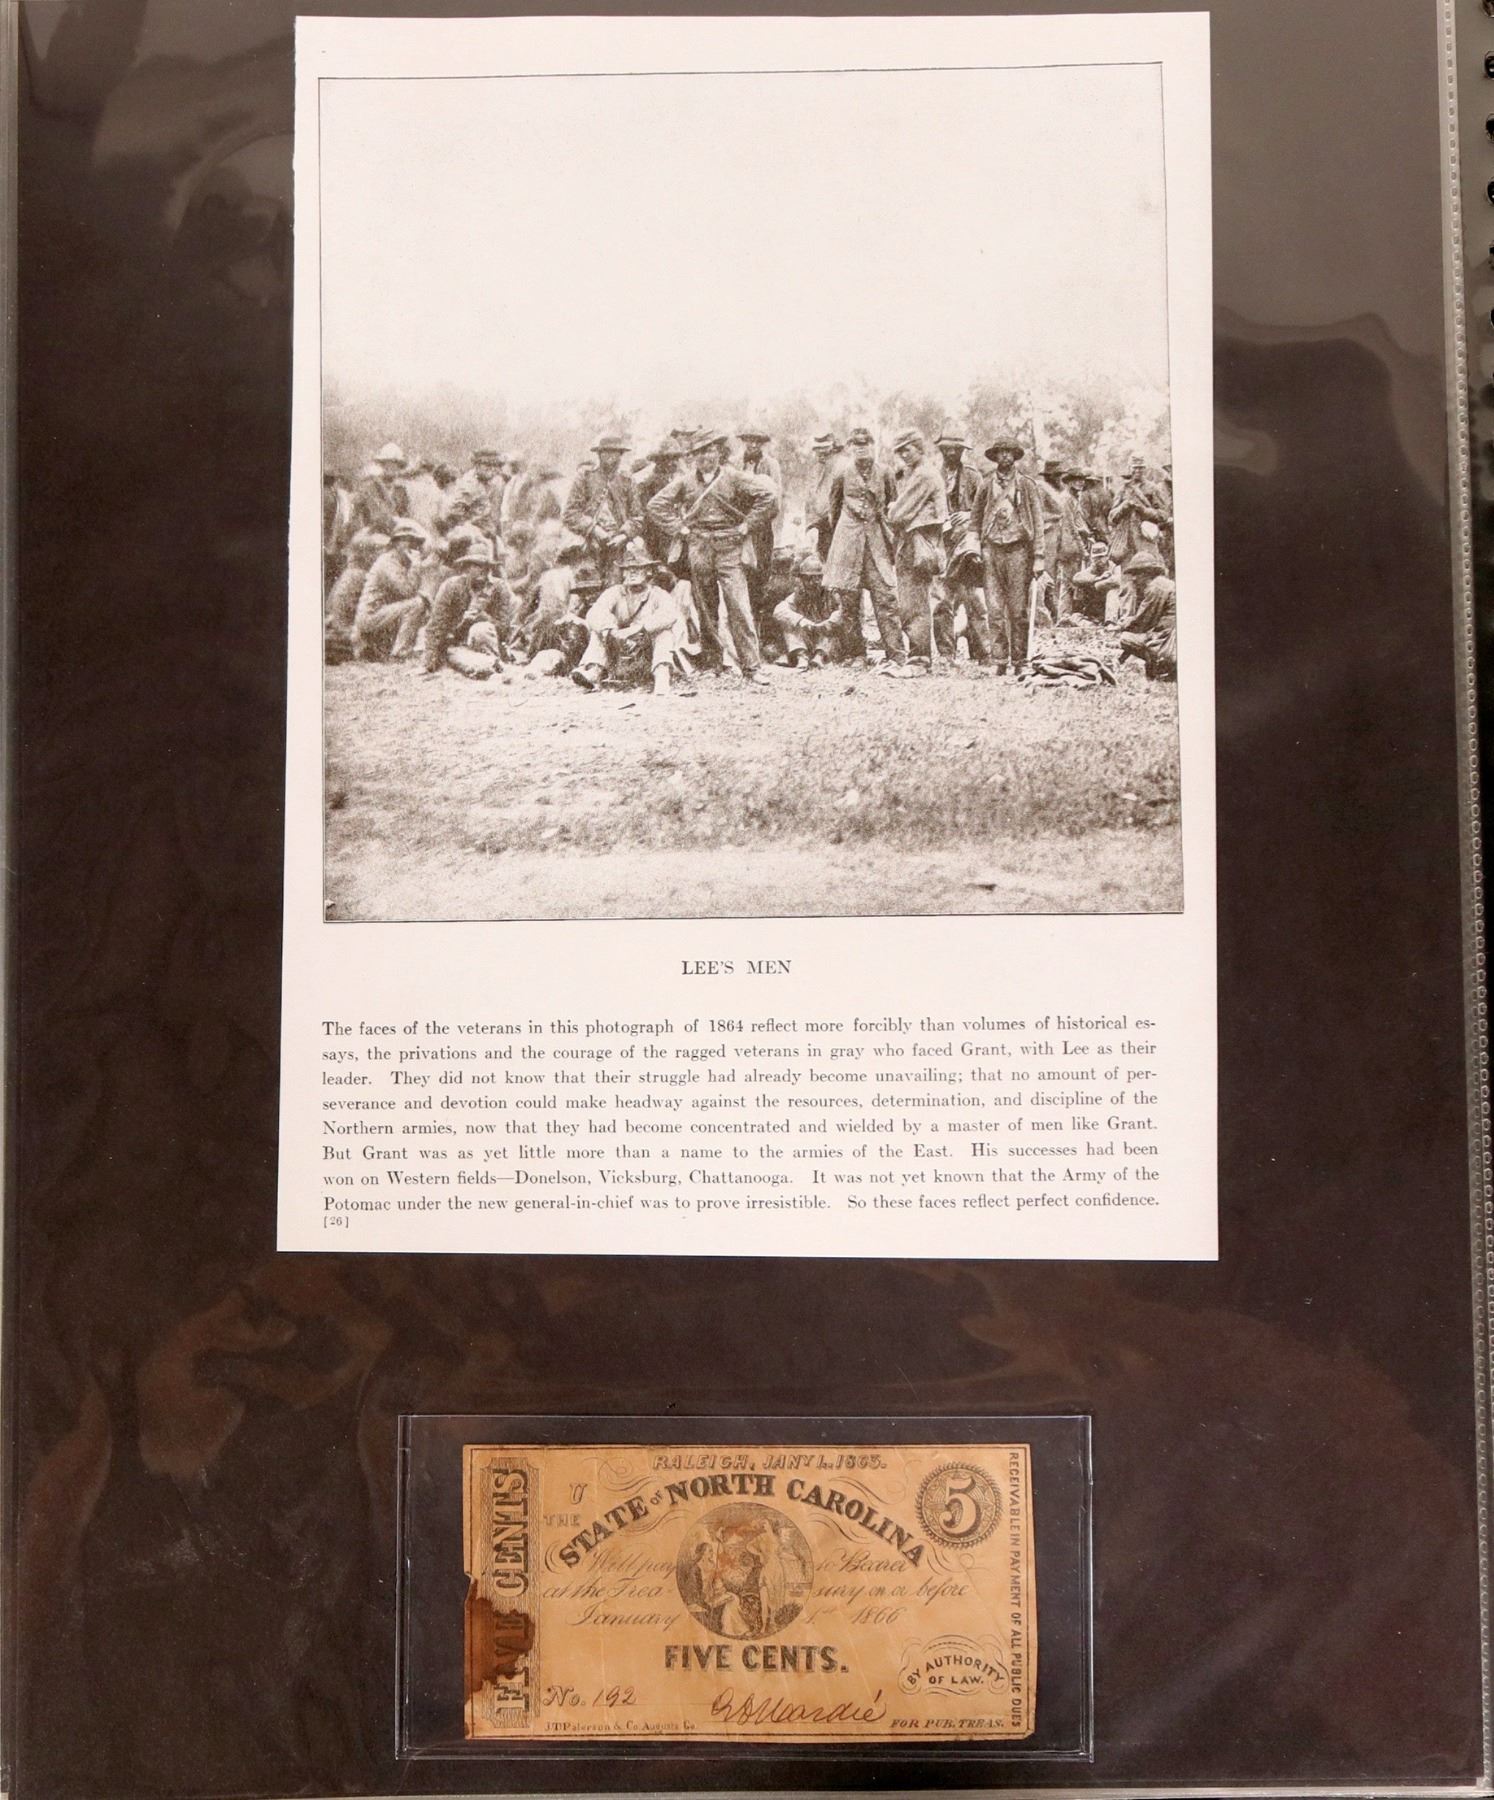 LEE'S MEN
The faces of the veterans in this photograph of 1864 reflect more forcibly than volumes of historical es-
says, the privations and the courage of the ragged veterans in gray who faced Grant, with Lee as their
leader. They did not know that their struggle had already become unavailing; that no amount of per-
severance and devotion could make headway against the resources, determination, and discipline of the
Northern armies, now that they had become concentrated and wielded by a master of men like Grant.
But Grant was as yet little more than a name to the armies of the East. His successes had been
won on Western fields—Donelson, Vicksburg, Chattanooga. It was not yet known that the Army of the
Potomac under the new general-in-chief was to prove irresistible. So these faces reflect perfect confidence.
[26]
FIVE CENTS
RALEIGH, JANY 1, 1863.
U
THE
STATE OF NORTH CAROLINA
5
Will pay to Bearer
at the Treasury on or before
January 1st 1866
FIVE CENTS.
BY AUTHORITY
OF LAW.
No. 192
J.T. Paterson & Co Augusta Ga.
FOR PUB. TREAS.
RECEIVABLE IN PAYMENT OF ALL PUBLIC DUES